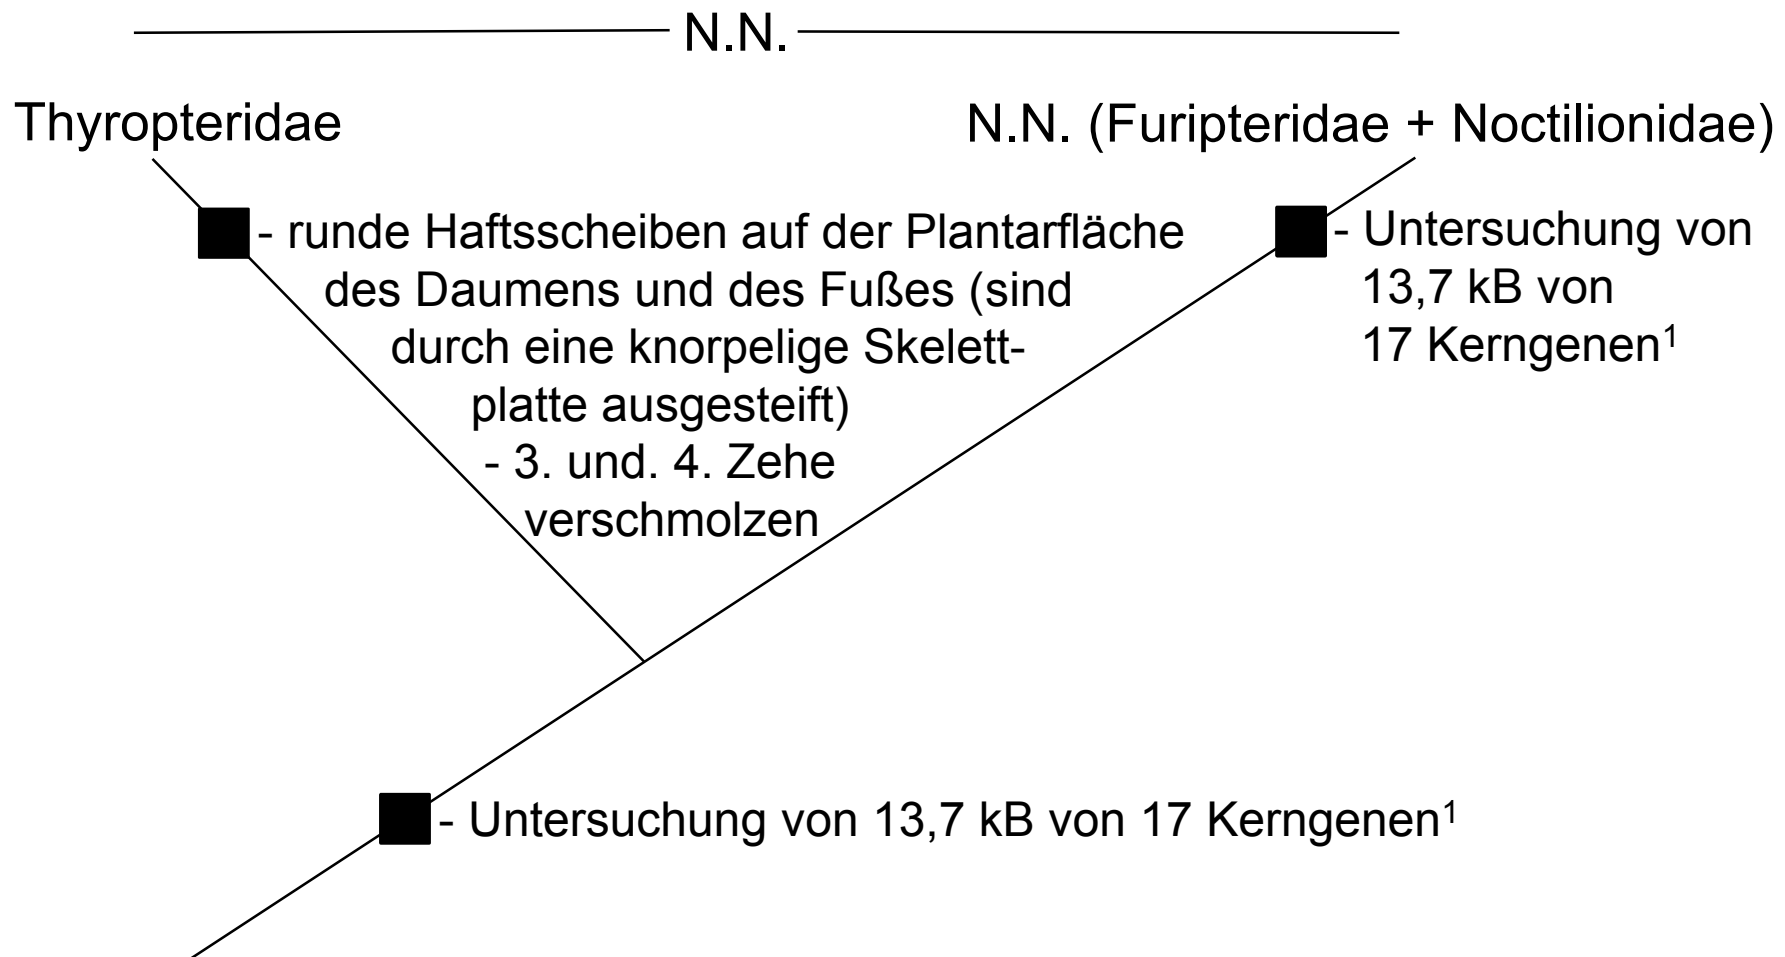 N.N.
Thyropteridae
N.N. (Furipteridae + Noctilionidae)
- runde Haftsscheiben auf der Plantarfläche
des Daumens und des Fußes (sind
durch eine knorpelige Skelett-
platte ausgesteift)
- 3. und. 4. Zehe
verschmolzen
- Untersuchung von
13,7 kB von
17 Kerngenen¹
- Untersuchung von 13,7 kB von 17 Kerngenen¹